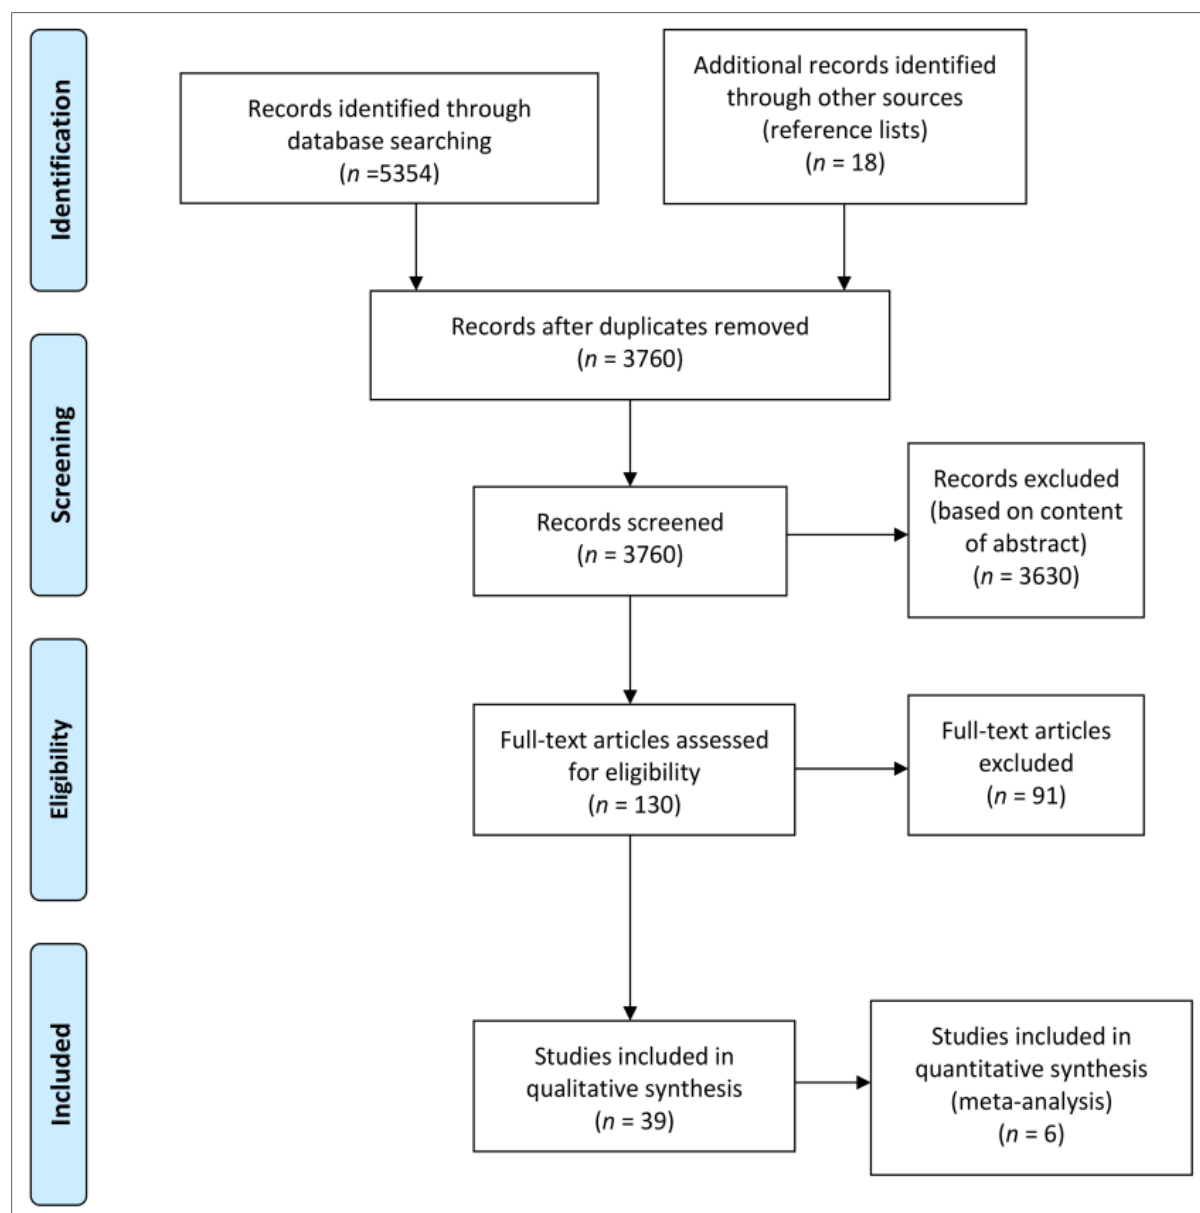 Identification
Records identified through
database searching
(n =5354)
Additional records identified
through other sources
(reference lists)
(n = 18)
Records after duplicates removed
(n = 3760)
Screening
Records screened
(n = 3760)
Records excluded
(based on content
of abstract)
(n = 3630)
Eligibility
Full-text articles assessed
for eligibility
(n = 130)
Full-text articles
excluded
(n = 91)
Included
Studies included in
qualitative synthesis
(n = 39)
Studies included in
quantitative synthesis
(meta-analysis)
(n = 6)